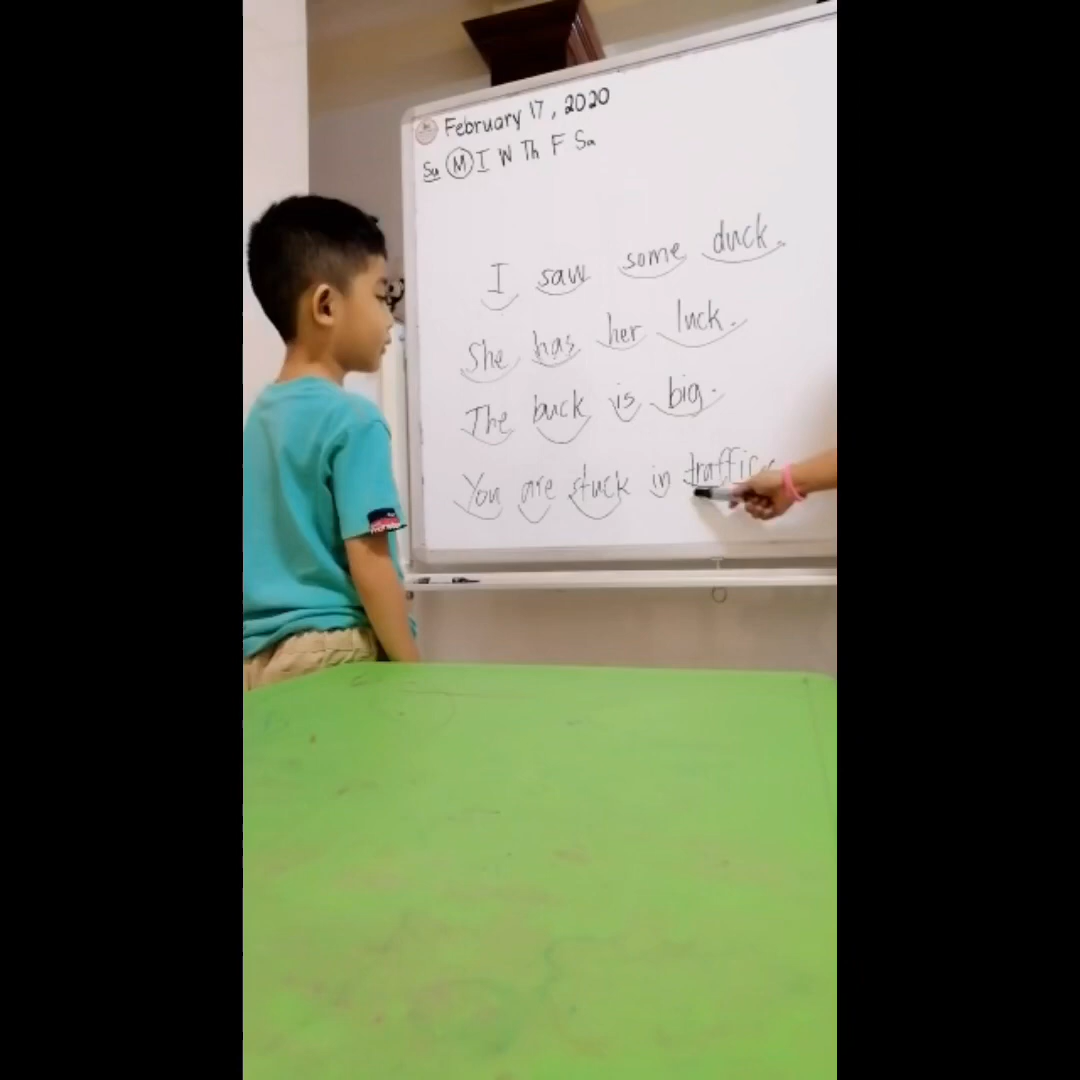 February 17, 2020
Su M T W Th F Sa
I saw some duck.
She has her luck.
The buck is big.
You are stuck in traffic